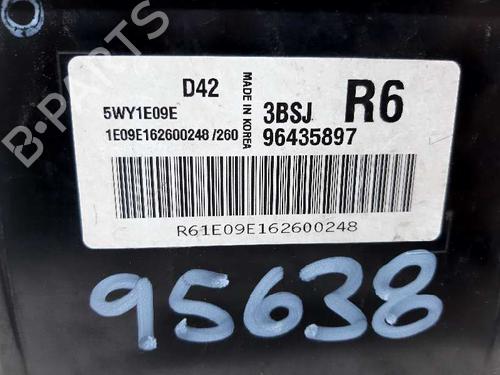 D42
5WY1E09E
1E09E162600248 /260
MADE IN KOREA
3BSJ R6
96435897
R61E09E162600248
95638
B-PARTS